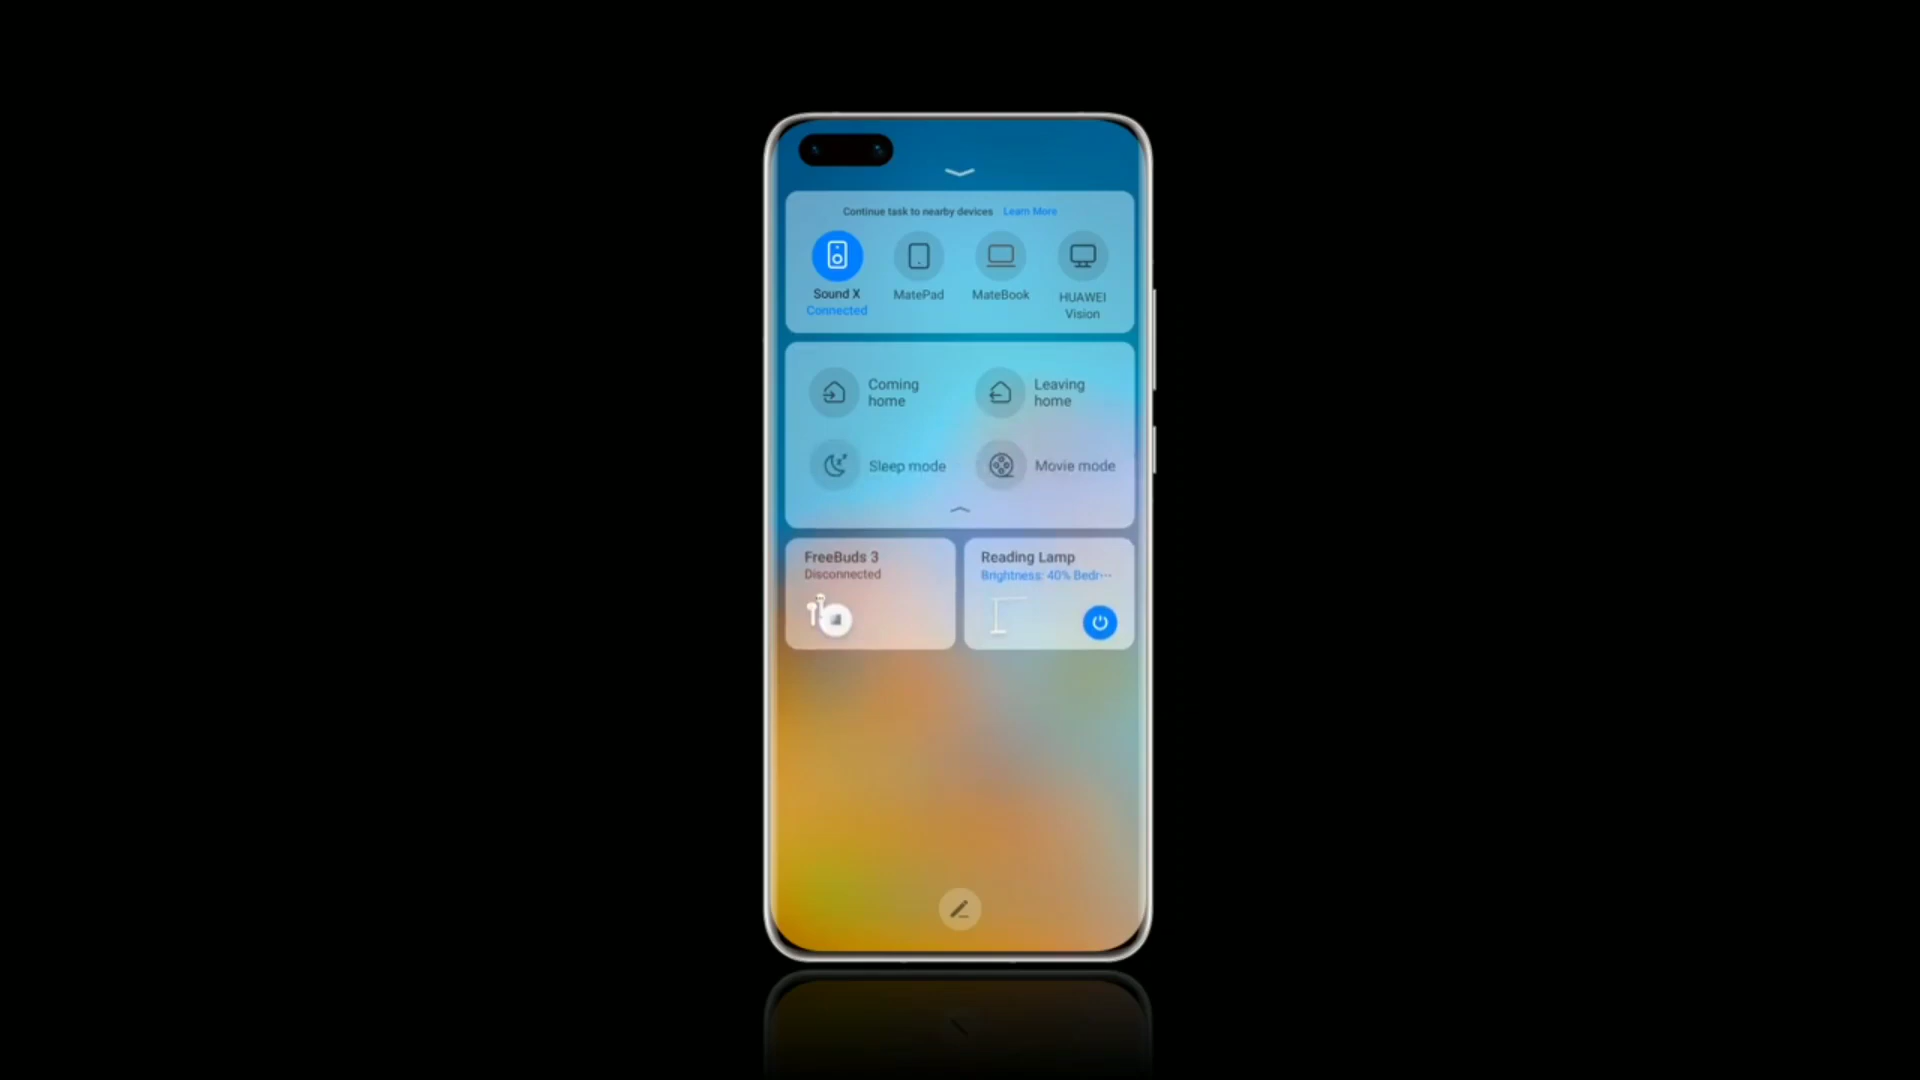 Continue task to nearby devices Learn More
Sound X
Connected
MatePad
MateBook
HUAWEI
Vision
Coming
home
Leaving
home
Sleep mode
Movie mode
FreeBuds 3
Disconnected
Reading Lamp
Brightness: 40% Bedr···